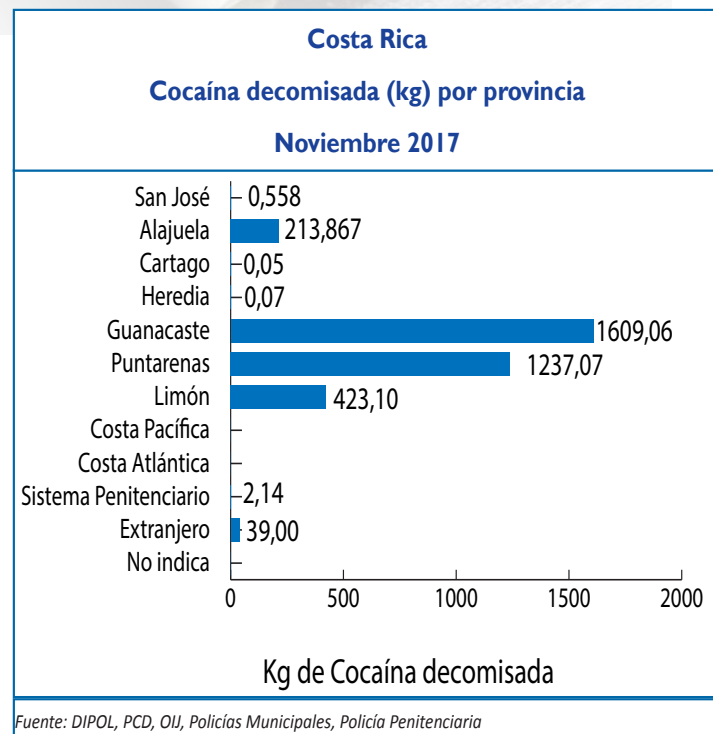 Costa Rica
Cocaína decomisada (kg) por provincia
Noviembre 2017
San José 0,558
Alajuela 213,867
Cartago 0,05
Heredia 0,07
Guanacaste 1609,06
Puntarenas 1237,07
Limón 423,10
Costa Pacífica
Costa Atlántica
Sistema Penitenciario 2,14
Extranjero 39,00
No indica
0 500 1000 1500 2000
Kg de Cocaína decomisada
Fuente: DIPOL, PCD, OIJ, Policías Municipales, Policía Penitenciaria